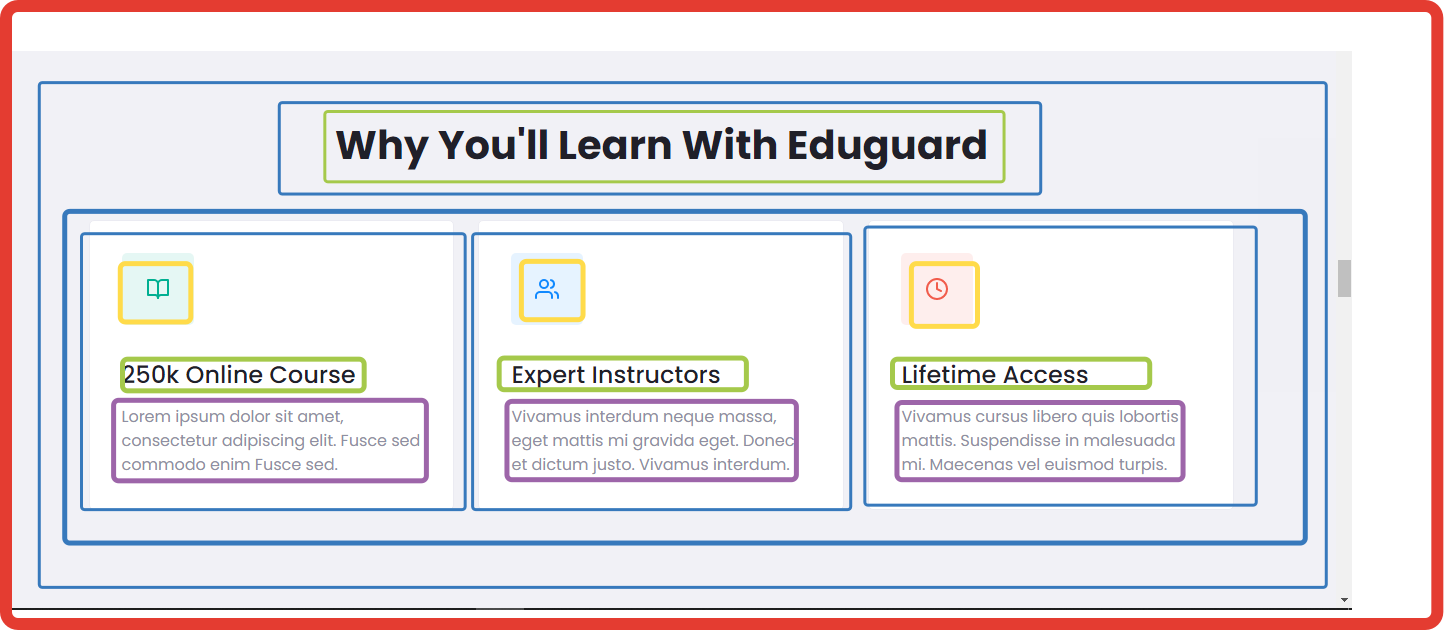 Why You'll Learn With Eduguard
250k Online Course
Lorem ipsum dolor sit amet,
consectetur adipiscing elit. Fusce sed
commodo enim Fusce sed.
Expert Instructors
Vivamus interdum neque massa,
eget mattis mi gravida eget. Donec
et dictum justo. Vivamus interdum.
Lifetime Access
Vivamus cursus libero quis lobortis
mattis. Suspendisse in malesuada
mi. Maecenas vel euismod turpis.